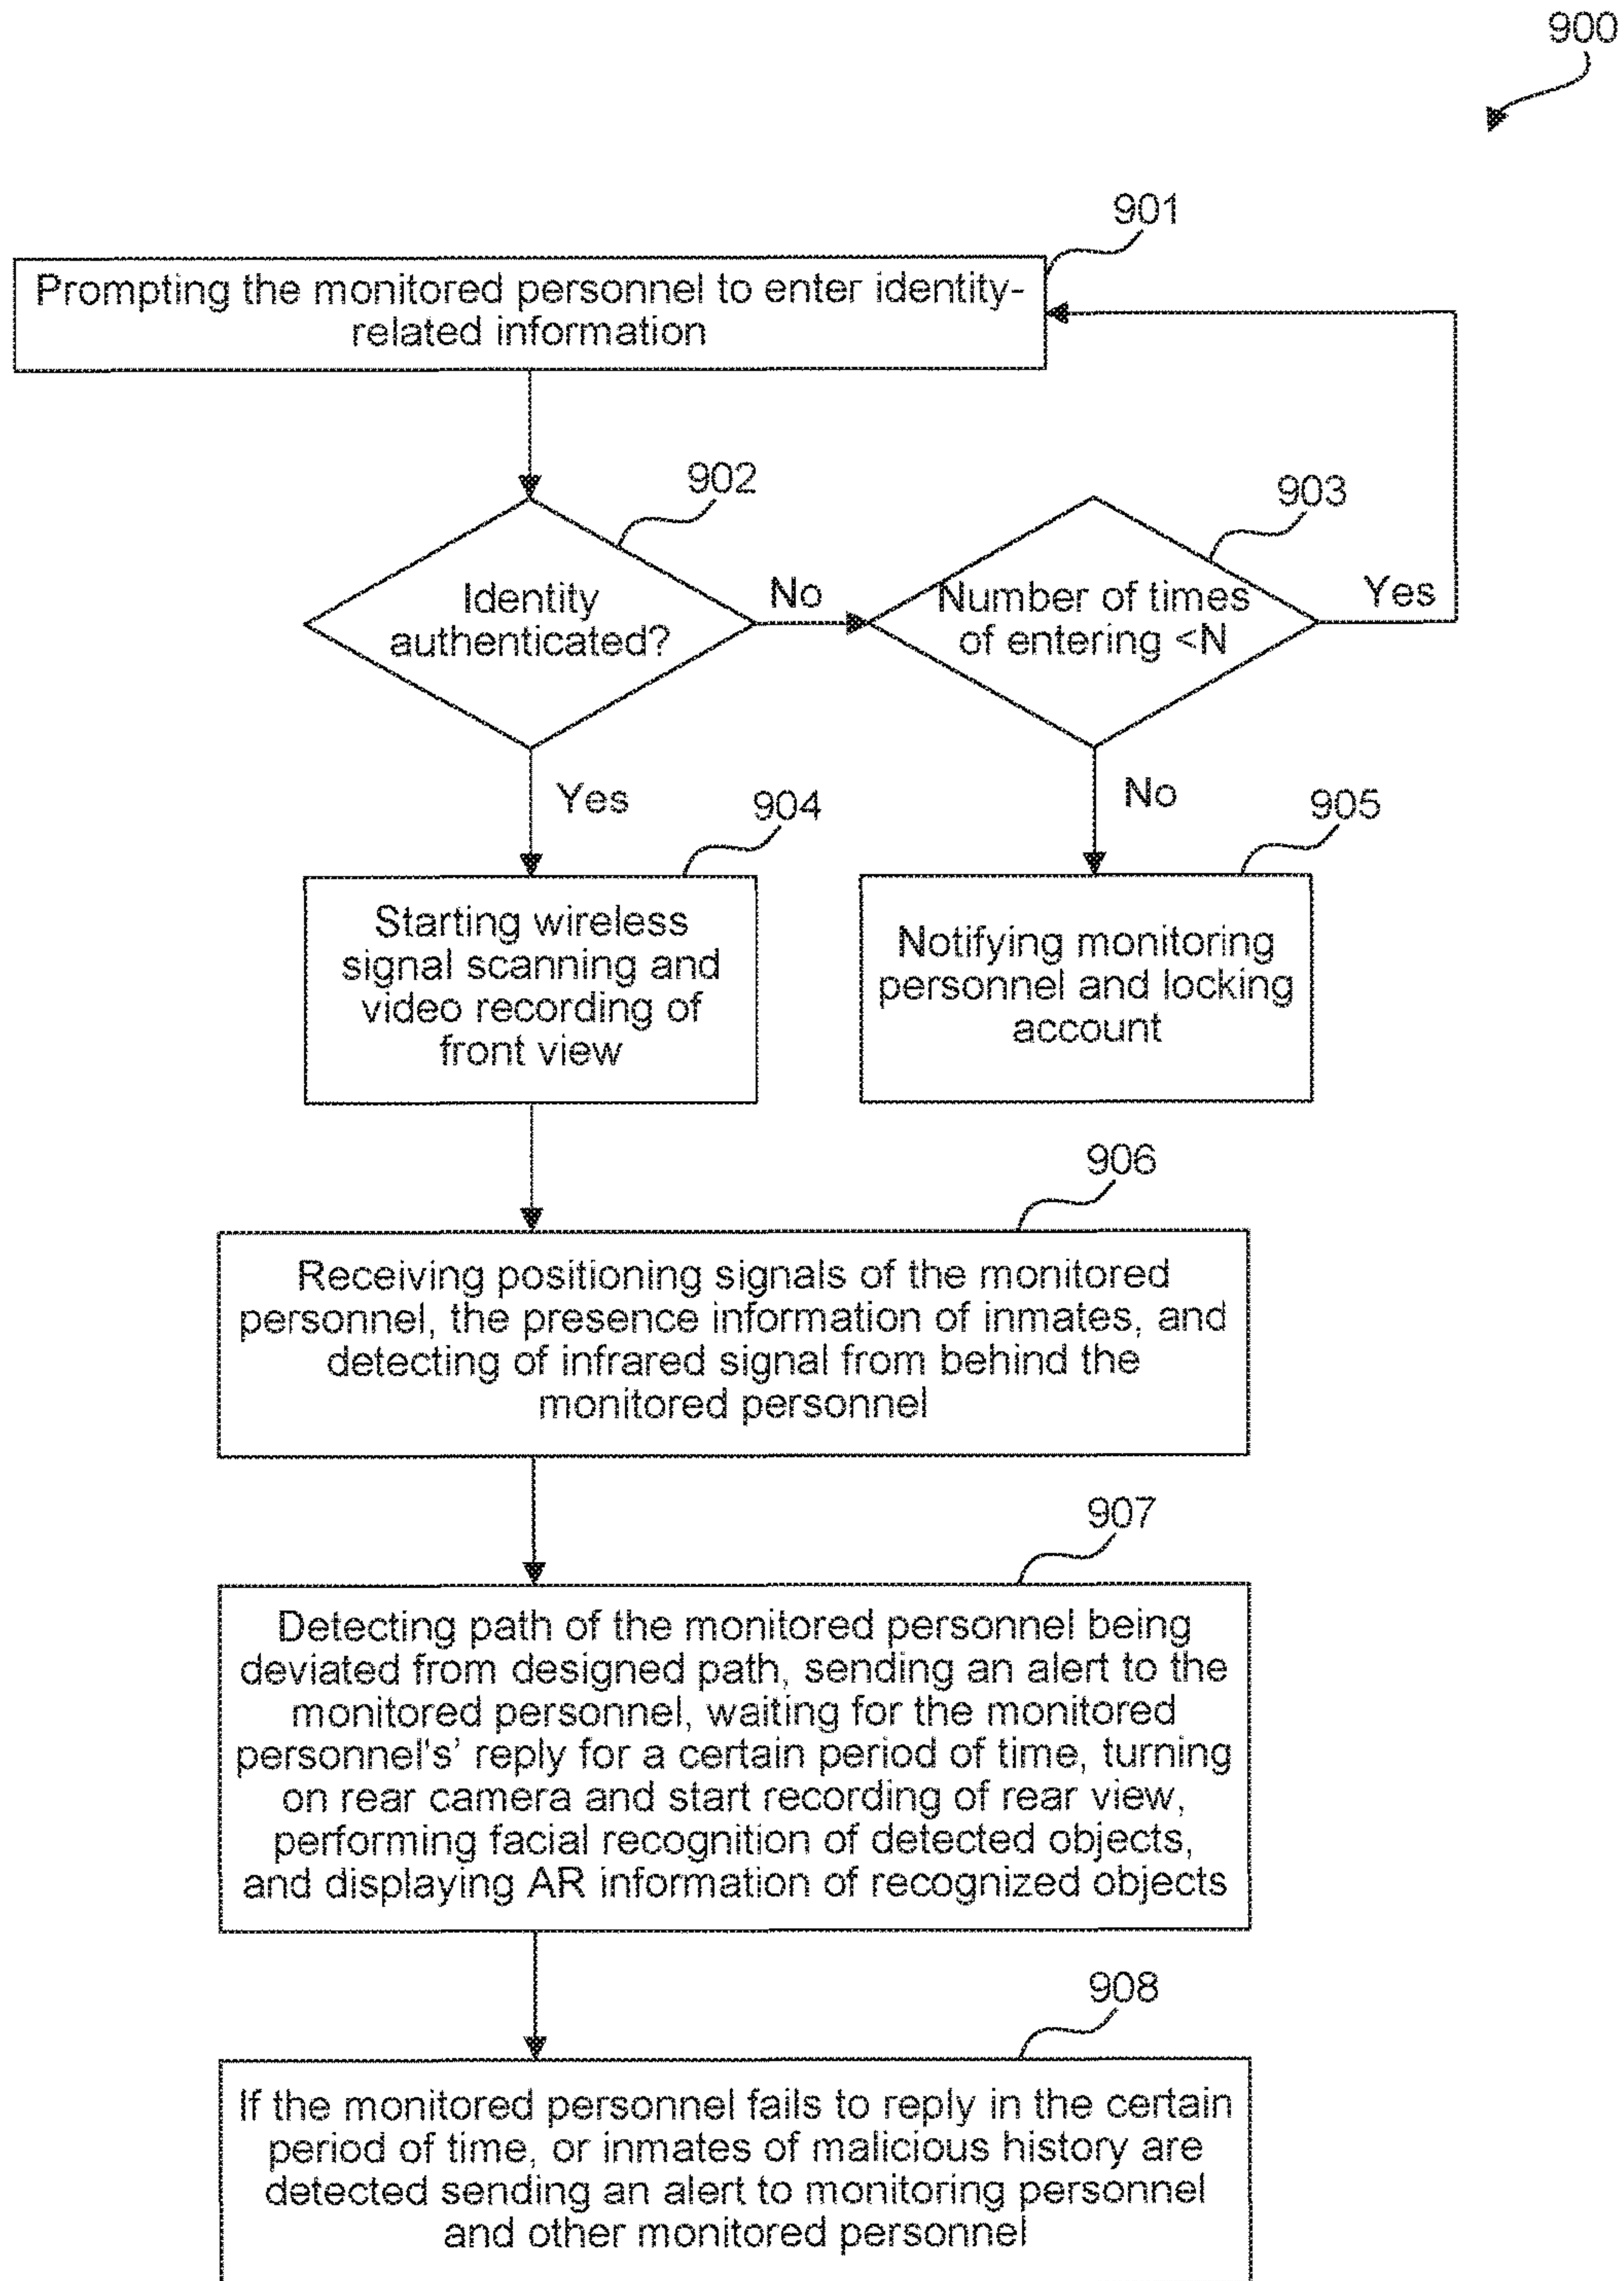 900
901
Prompting the monitored personnel to enter identity-
related information
902
903
Identity
authenticated?
No
Number of times
of entering <N
Yes
Yes
No
904
905
Starting wireless
signal scanning and
video recording of
front view
Notifying monitoring
personnel and locking
account
906
Receiving positioning signals of the monitored
personnel, the presence information of inmates, and
detecting of infrared signal from behind the
monitored personnel
907
Detecting path of the monitored personnel being
deviated from designed path, sending an alert to the
monitored personnel, waiting for the monitored
personnel's' reply for a certain period of time, turning
on rear camera and start recording of rear view,
performing facial recognition of detected objects,
and displaying AR information of recognized objects
908
If the monitored personnel fails to reply in the certain
period of time, or inmates of malicious history are
detected sending an alert to monitoring personnel
and other monitored personnel